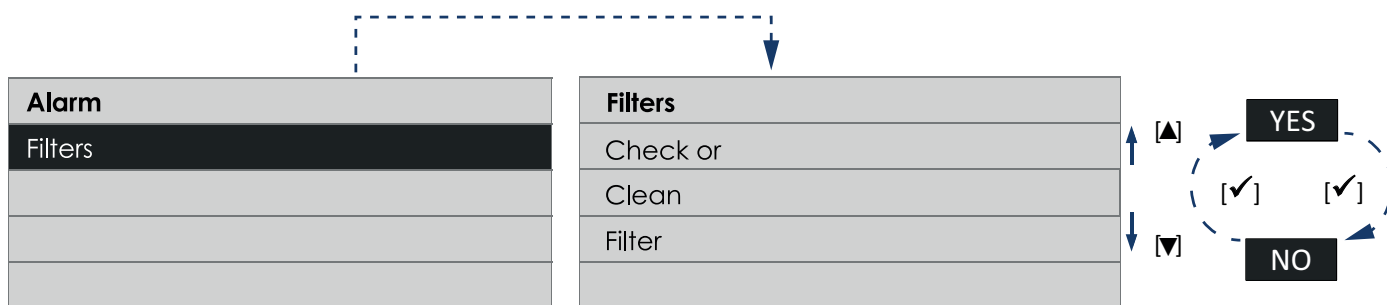 Alarm
Filters
Filters
Check or
Clean
Filter
[▲]
[▼]
YES
[✔] [✔]
NO